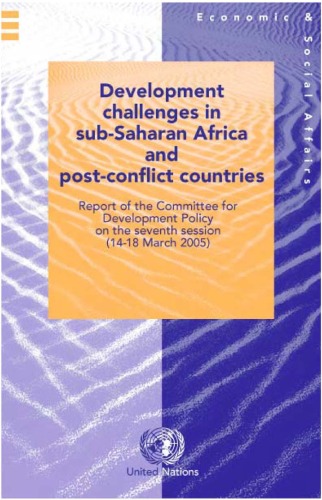 Economic & Social Affairs
Development
challenges in
sub-Saharan Africa
and
post-conflict countries
Report of the Committee for
Development Policy
on the seventh session
(14-18 March 2005)
United Nations